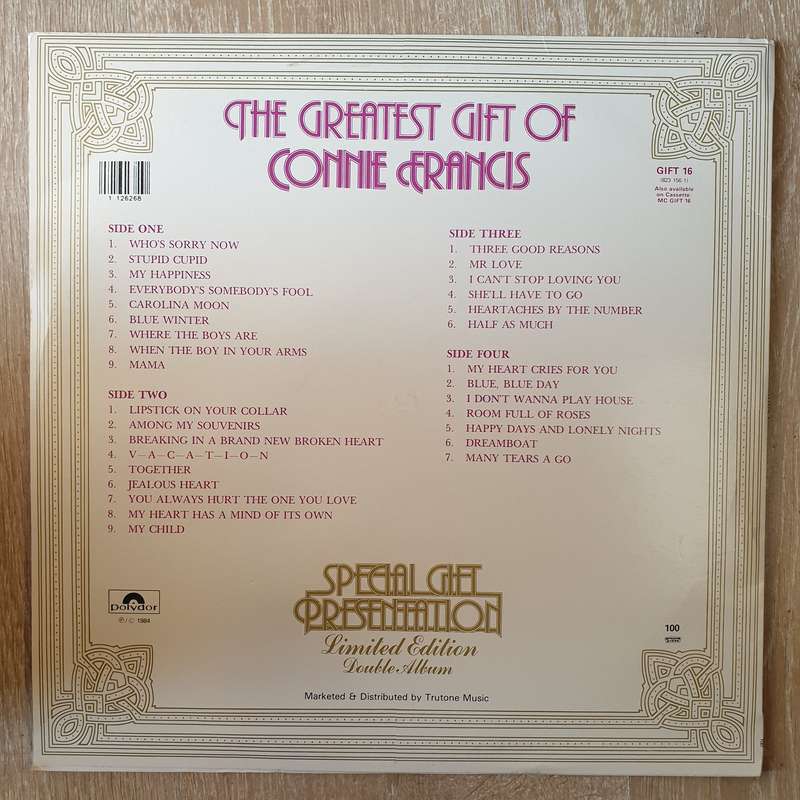 THE GREATEST GIFT OF
CONNIE FRANCIS
1 126268
GIFT 16
(823 156-1)
Also available
on Cassette
MC GIFT 16
SIDE ONE
1. WHO'S SORRY NOW
2. STUPID CUPID
3. MY HAPPINESS
4. EVERYBODY'S SOMEBODY'S FOOL
5. CAROLINA MOON
6. BLUE WINTER
7. WHERE THE BOYS ARE
8. WHEN THE BOY IN YOUR ARMS
9. MAMA
SIDE TWO
1. LIPSTICK ON YOUR COLLAR
2. AMONG MY SOUVENIRS
3. BREAKING IN A BRAND NEW BROKEN HEART
4. V—A—C—A—T—I—O—N
5. TOGETHER
6. JEALOUS HEART
7. YOU ALWAYS HURT THE ONE YOU LOVE
8. MY HEART HAS A MIND OF ITS OWN
9. MY CHILD
SIDE THREE
1. THREE GOOD REASONS
2. MR LOVE
3. I CAN'T STOP LOVING YOU
4. SHE'LL HAVE TO GO
5. HEARTACHES BY THE NUMBER
6. HALF AS MUCH
SIDE FOUR
1. MY HEART CRIES FOR YOU
2. BLUE, BLUE DAY
3. I DON'T WANNA PLAY HOUSE
4. ROOM FULL OF ROSES
5. HAPPY DAYS AND LONELY NIGHTS
6. DREAMBOAT
7. MANY TEARS A GO
SPECIAL GIFT
PRESENTATION
Limited Edition
Double Album
polydor
℗/© 1984
100
Marketed & Distributed by Trutone Music